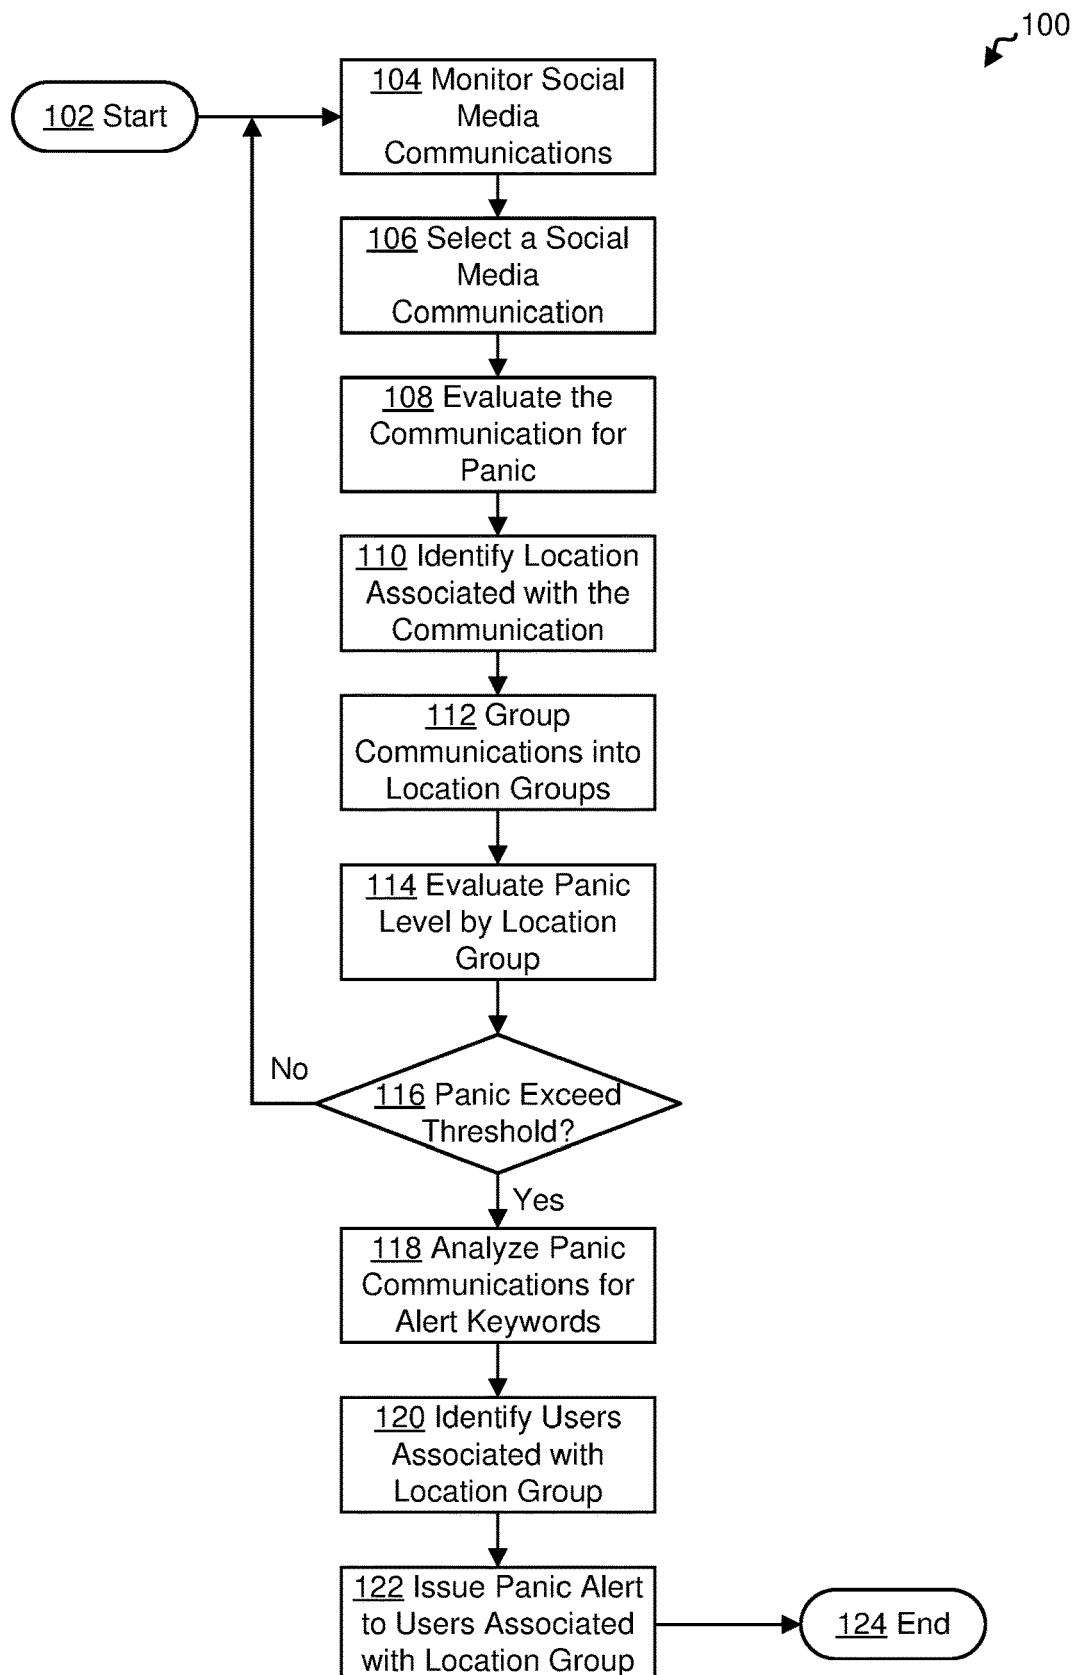 100
102 Start
104 Monitor Social
Media
Communications
106 Select a Social
Media
Communication
108 Evaluate the
Communication for
Panic
110 Identify Location
Associated with the
Communication
112 Group
Communications into
Location Groups
114 Evaluate Panic
Level by Location
Group
No
116 Panic Exceed
Threshold?
Yes
118 Analyze Panic
Communications for
Alert Keywords
120 Identify Users
Associated with
Location Group
122 Issue Panic Alert
to Users Associated
with Location Group
124 End